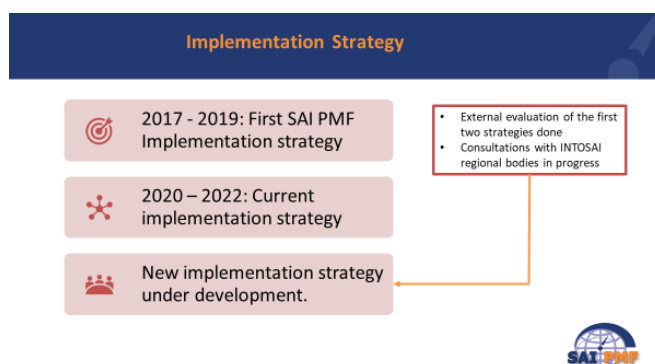 Implementation Strategy
2017 - 2019: First SAI PMF
Implementation strategy
2020 – 2022: Current
implementation strategy
New implementation strategy
under development.
• External evaluation of the first
two strategies done
• Consultations with INTOSAI
regional bodies in progress
SAI PMF